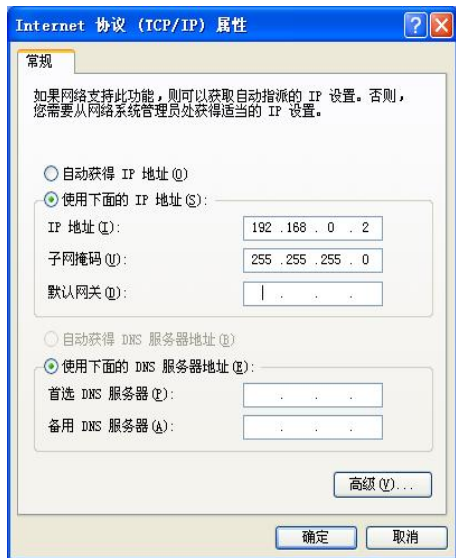 Internet 协议 (TCP/IP) 属性
常规
如果网络支持此功能，则可以获取自动指派的 IP 设置。否则，
您需要从网络系统管理员处获得适当的 IP 设置。
自动获得 IP 地址(O)
使用下面的 IP 地址(S):
IP 地址(I): 192 .168 . 0 . 2
子网掩码(U): 255 .255 .255 . 0
默认网关(D): . . .
自动获得 DNS 服务器地址(B)
使用下面的 DNS 服务器地址(E):
首选 DNS 服务器(P): . . .
备用 DNS 服务器(A): . . .
高级(V)...
确定 取消